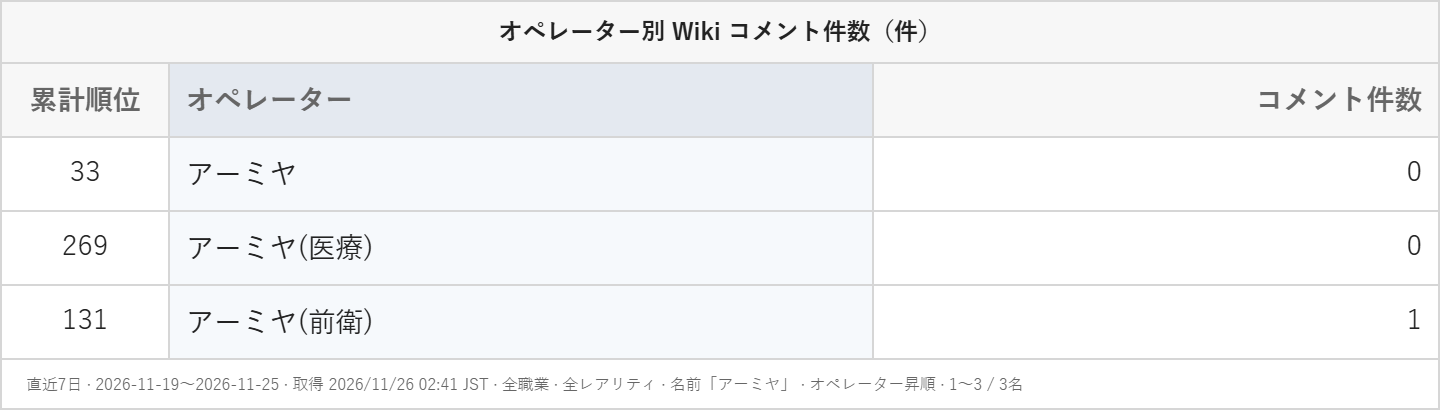 オペレーター別 Wiki コメント件数（件）
累計順位 オペレーター コメント件数
33 アーミヤ 0
269 アーミヤ(医療) 0
131 アーミヤ(前衛) 1
直近7日 · 2026-11-19〜2026-11-25 · 取得 2026/11/26 02:41 JST · 全職業 · 全レアリティ · 名前「アーミヤ」 · オペレーター昇順 · 1〜3 / 3名